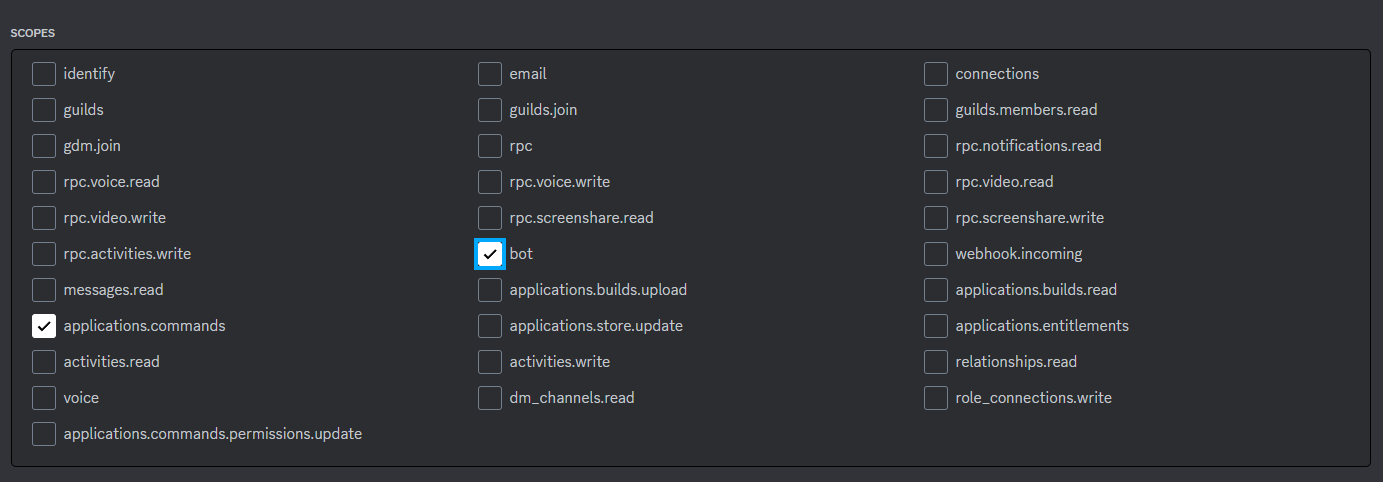 SCOPES
identify email connections
guilds guilds.join guilds.members.read
gdm.join rpc rpc.notifications.read
rpc.voice.read rpc.voice.write rpc.video.read
rpc.video.write rpc.screenshare.read rpc.screenshare.write
rpc.activities.write bot webhook.incoming
messages.read applications.builds.upload applications.builds.read
applications.commands applications.store.update applications.entitlements
activities.read activities.write relationships.read
voice dm_channels.read role_connections.write
applications.commands.permissions.update